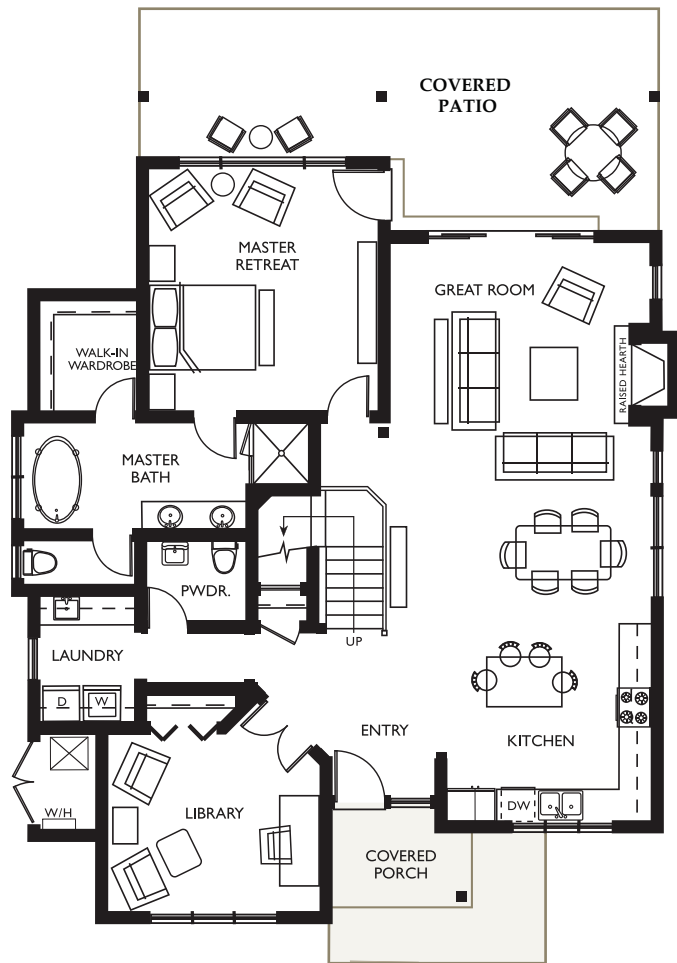 COVERED
PATIO
MASTER
RETREAT
GREAT ROOM
WALK-IN
WARDROBE
RAISED HEARTH
MASTER
BATH
PWDR.
UP
LAUNDRY
D
W
ENTRY
KITCHEN
W/H
LIBRARY
DW
COVERED
PORCH